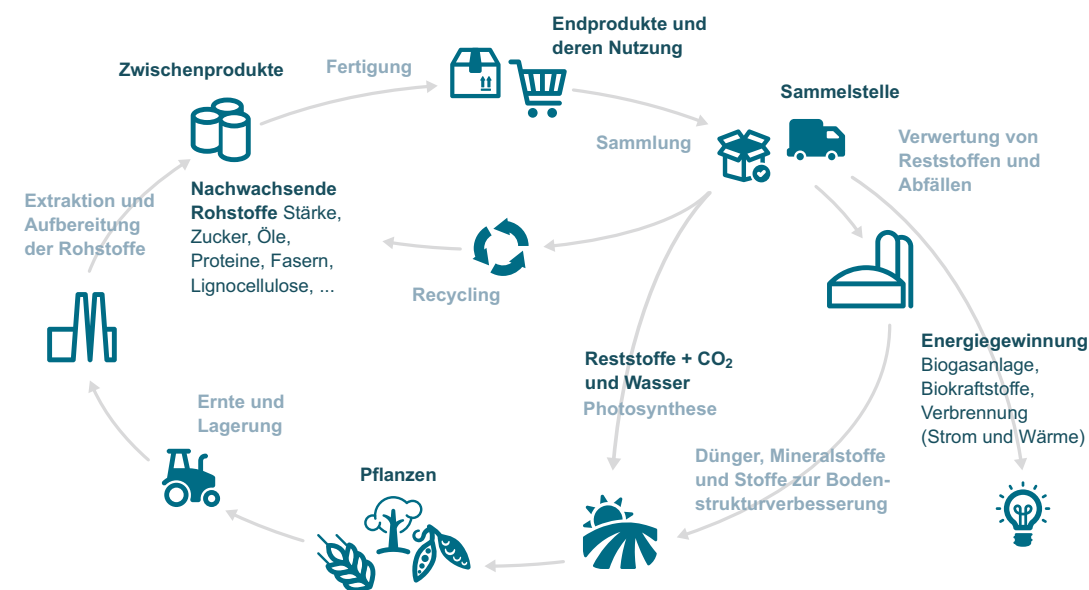 Endprodukte und
deren Nutzung
Zwischenprodukte
Fertigung
Sammelstelle
Sammlung
Verwertung von
Reststoffen und
Abfällen
Extraktion und
Aufbereitung
der Rohstoffe
Nachwachsende
Rohstoffe Stärke,
Zucker, Öle,
Proteine, Fasern,
Lignocellulose, ...
Recycling
Energiegewinnung
Biogasanlage,
Biokraftstoffe,
Verbrennung
(Strom und Wärme)
Reststoffe + CO₂
und Wasser
Photosynthese
Ernte und
Lagerung
Dünger, Mineralstoffe
und Stoffe zur Boden-
strukturverbesserung
Pflanzen